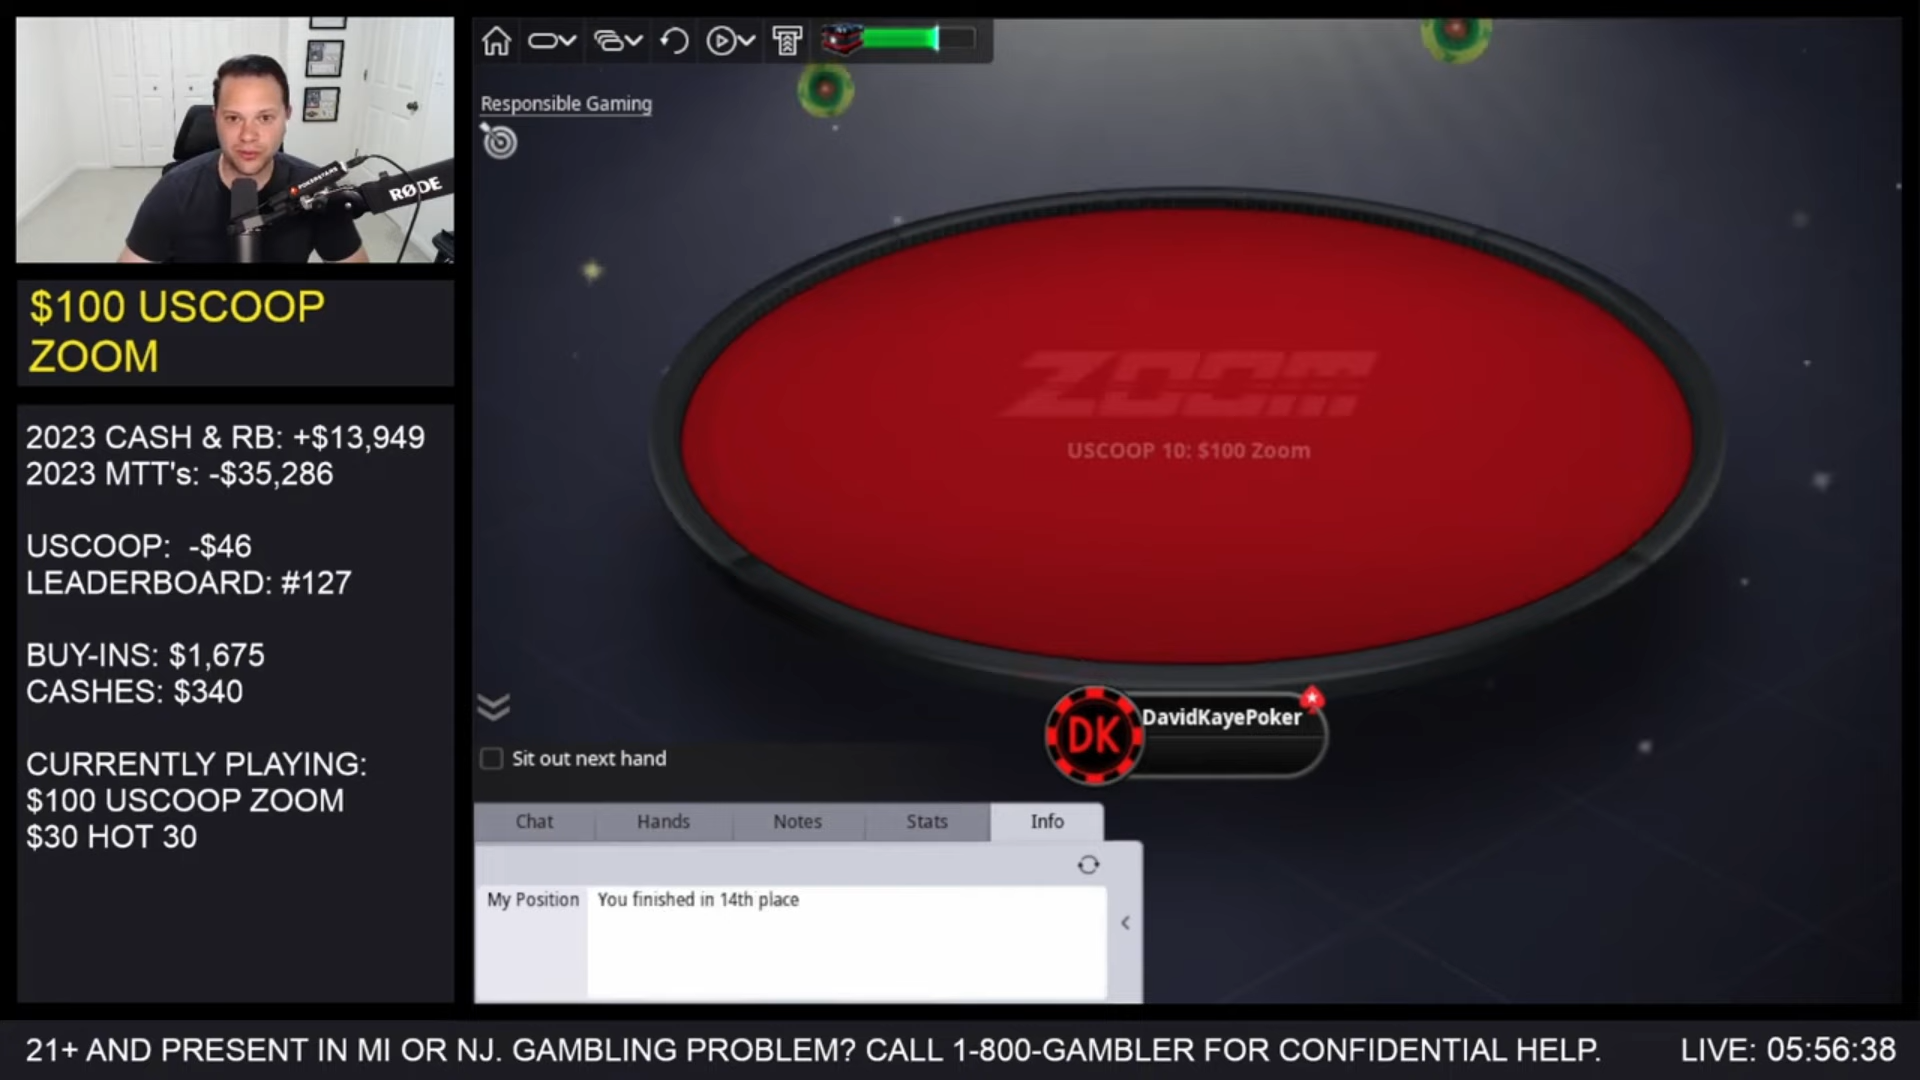 POKERSTARS
RØDE
$100 USCOOP
ZOOM
2023 CASH & RB: +$13,949
2023 MTT's: -$35,286
USCOOP: -$46
LEADERBOARD: #127
BUY-INS: $1,675
CASHES: $340
CURRENTLY PLAYING:
$100 USCOOP ZOOM
$30 HOT 30
Responsible Gaming
ZOOM
USCOOP 10: $100 Zoom
DK
DavidKayePoker
Sit out next hand
Chat Hands Notes Stats Info
My Position You finished in 14th place
21+ AND PRESENT IN MI OR NJ. GAMBLING PROBLEM? CALL 1-800-GAMBLER FOR CONFIDENTIAL HELP. LIVE: 05:56:38